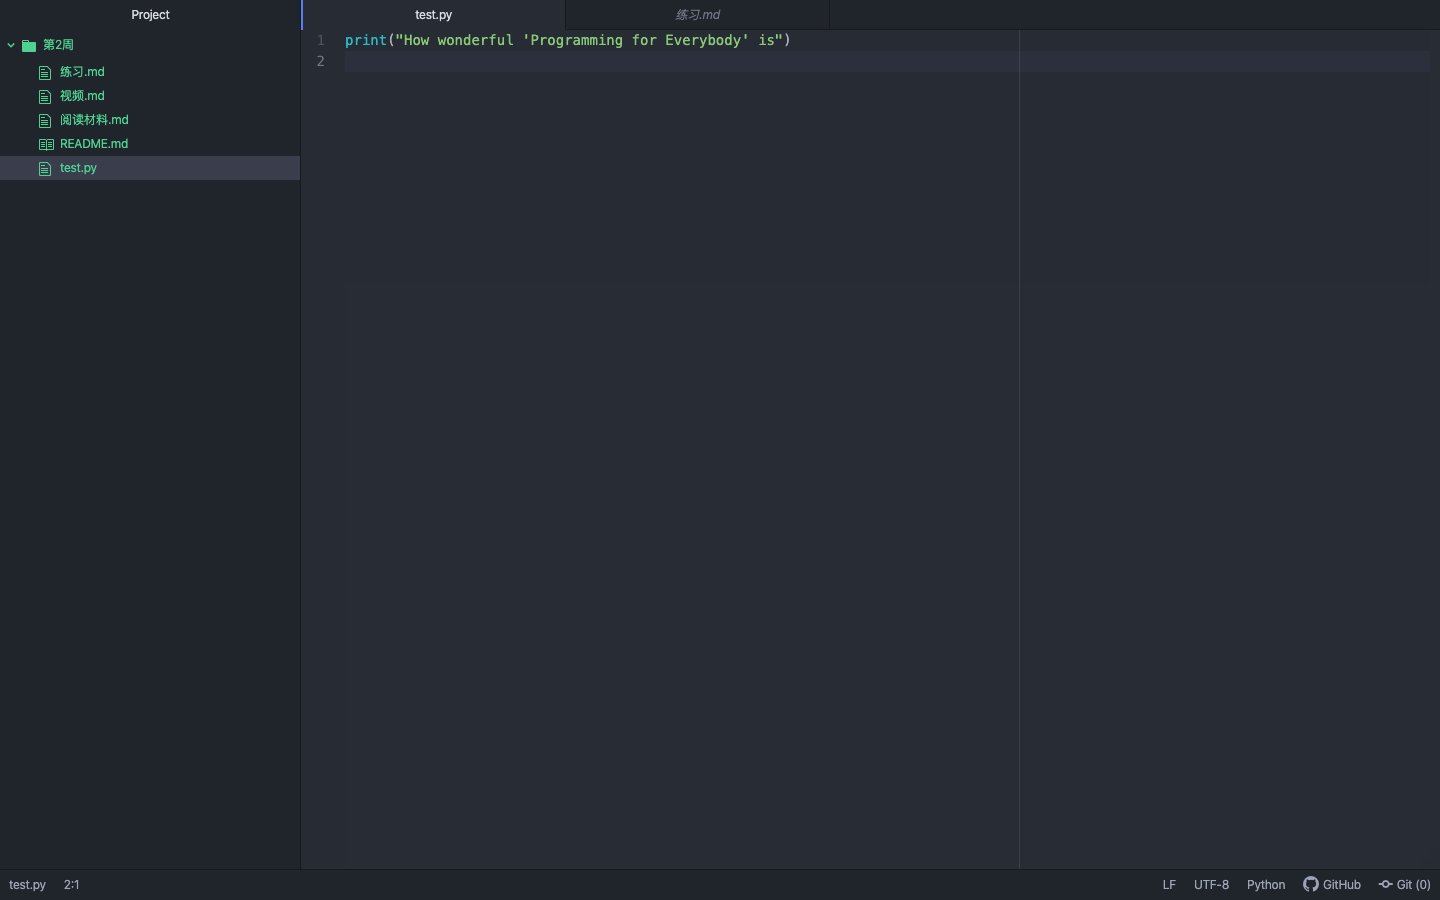 Project
第2周
练习.md
视频.md
阅读材料.md
README.md
test.py
test.py
练习.md
1 print("How wonderful 'Programming for Everybody' is")
2
test.py 2:1
LF UTF-8 Python GitHub Git (0)